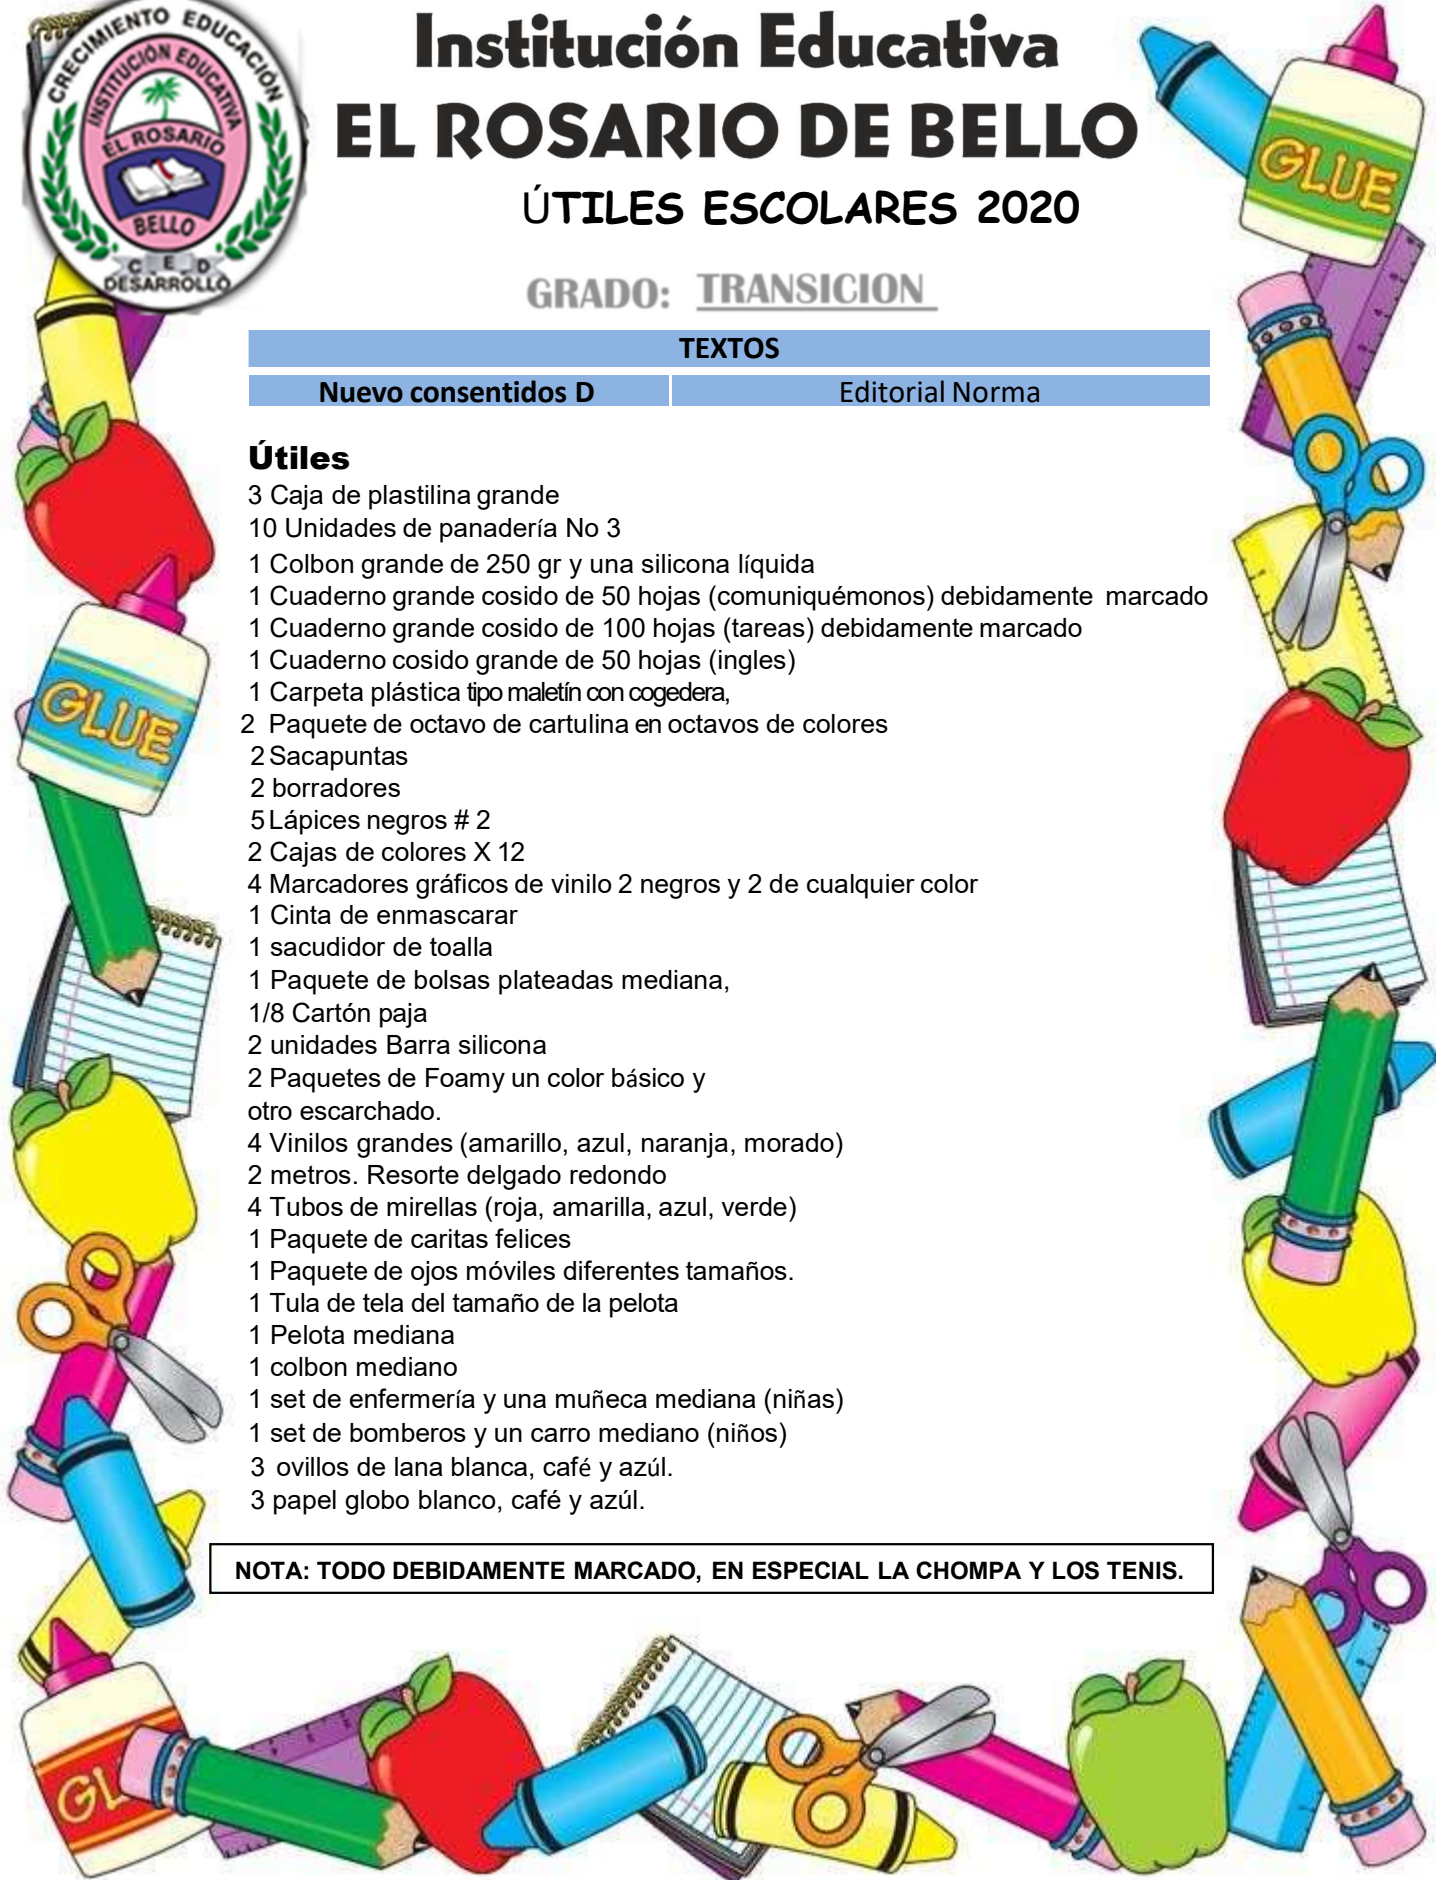 CRECIMIENTO EDUCACIÓN
INSTITUCIÓN EDUCATIVA
EL ROSARIO
BELLO
C E D
DESARROLLO
Institución Educativa
EL ROSARIO DE BELLO
ÚTILES ESCOLARES 2020
GRADO: TRANSICION
TEXTOS
Nuevo consentidos D Editorial Norma
Útiles
3 Caja de plastilina grande
10 Unidades de panadería No 3
1 Colbon grande de 250 gr y una silicona líquida
1 Cuaderno grande cosido de 50 hojas (comuniquémonos) debidamente marcado
1 Cuaderno grande cosido de 100 hojas (tareas) debidamente marcado
1 Cuaderno cosido grande de 50 hojas (ingles)
1 Carpeta plástica tipo maletín con cogedera,
2 Paquete de octavo de cartulina en octavos de colores
2 Sacapuntas
2 borradores
5 Lápices negros # 2
2 Cajas de colores X 12
4 Marcadores gráficos de vinilo 2 negros y 2 de cualquier color
1 Cinta de enmascarar
1 sacudidor de toalla
1 Paquete de bolsas plateadas mediana,
1/8 Cartón paja
2 unidades Barra silicona
2 Paquetes de Foamy un color básico y
otro escarchado.
4 Vinilos grandes (amarillo, azul, naranja, morado)
2 metros. Resorte delgado redondo
4 Tubos de mirellas (roja, amarilla, azul, verde)
1 Paquete de caritas felices
1 Paquete de ojos móviles diferentes tamaños.
1 Tula de tela del tamaño de la pelota
1 Pelota mediana
1 colbon mediano
1 set de enfermería y una muñeca mediana (niñas)
1 set de bomberos y un carro mediano (niños)
3 ovillos de lana blanca, café y azúl.
3 papel globo blanco, café y azúl.
NOTA: TODO DEBIDAMENTE MARCADO, EN ESPECIAL LA CHOMPA Y LOS TENIS.
GLUE
GLUE
GL